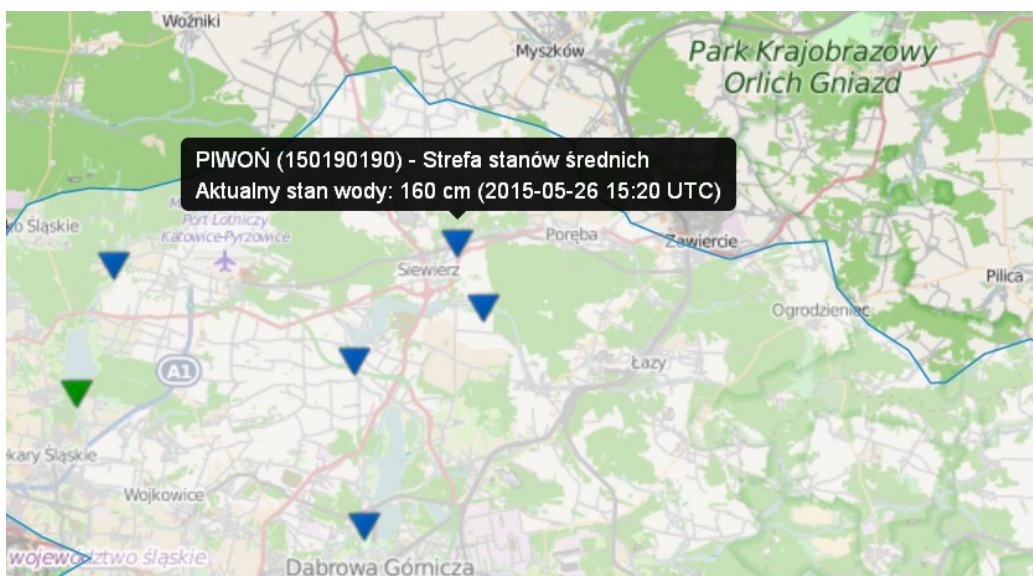 Woźniki
Myszków
Park Krajobrazowy
Orlich Gniazd
PIWOŃ (150190190) - Strefa stanów średnich
Aktualny stan wody: 160 cm (2015-05-26 15:20 UTC)
Śląskie
Port Lotniczy
Katowice-Pyrzowice
Poręba
Zawiercie
Siewierz
Pilica
Ogrodzieniec
A1
Łazy
kary Śląskie
Wojkowice
województwo śląskie
Dąbrowa Górnicza